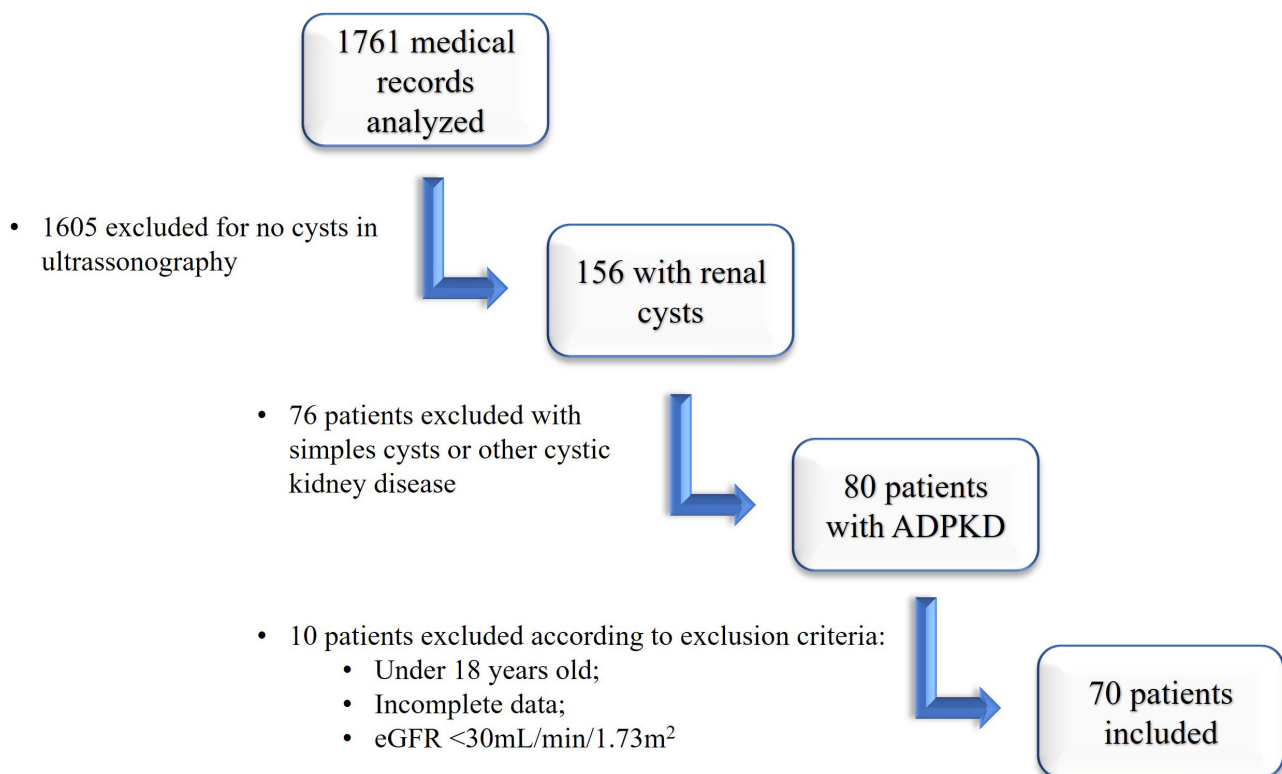 1761 medical
records
analyzed
• 1605 excluded for no cysts in
ultrassonography
156 with renal
cysts
• 76 patients excluded with
simples cysts or other cystic
kidney disease
80 patients
with ADPKD
• 10 patients excluded according to exclusion criteria:
• Under 18 years old;
• Incomplete data;
• eGFR <30mL/min/1.73m²
70 patients
included